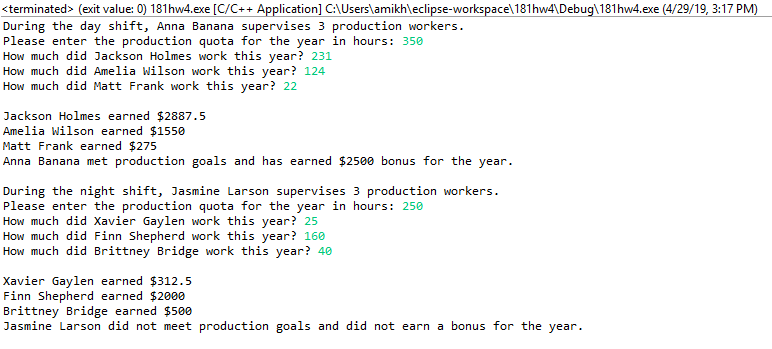 <terminated> (exit value: 0) 181hw4.exe [C/C++ Application] C:\Users\amikh\eclipse-workspace\181hw4\Debug\181hw4.exe (4/29/19, 3:17 PM)
During the day shift, Anna Banana supervises 3 production workers.
Please enter the production quota for the year in hours: 350
How much did Jackson Holmes work this year? 231
How much did Amelia Wilson work this year? 124
How much did Matt Frank work this year? 22
Jackson Holmes earned $2887.5
Amelia Wilson earned $1550
Matt Frank earned $275
Anna Banana met production goals and has earned $2500 bonus for the year.
During the night shift, Jasmine Larson supervises 3 production workers.
Please enter the production quota for the year in hours: 250
How much did Xavier Gaylen work this year? 25
How much did Finn Shepherd work this year? 160
How much did Brittney Bridge work this year? 40
Xavier Gaylen earned $312.5
Finn Shepherd earned $2000
Brittney Bridge earned $500
Jasmine Larson did not meet production goals and did not earn a bonus for the year.